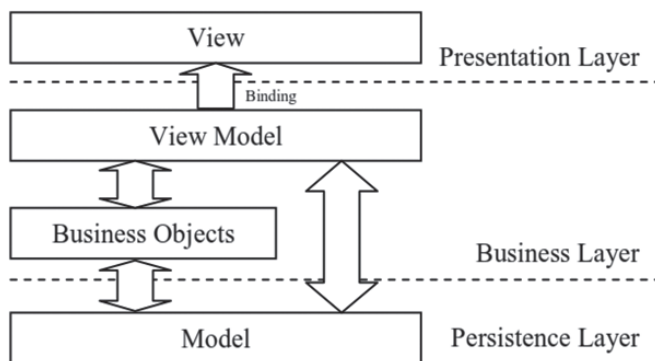 View
Presentation Layer
Binding
View Model
Business Objects
Business Layer
Model
Persistence Layer